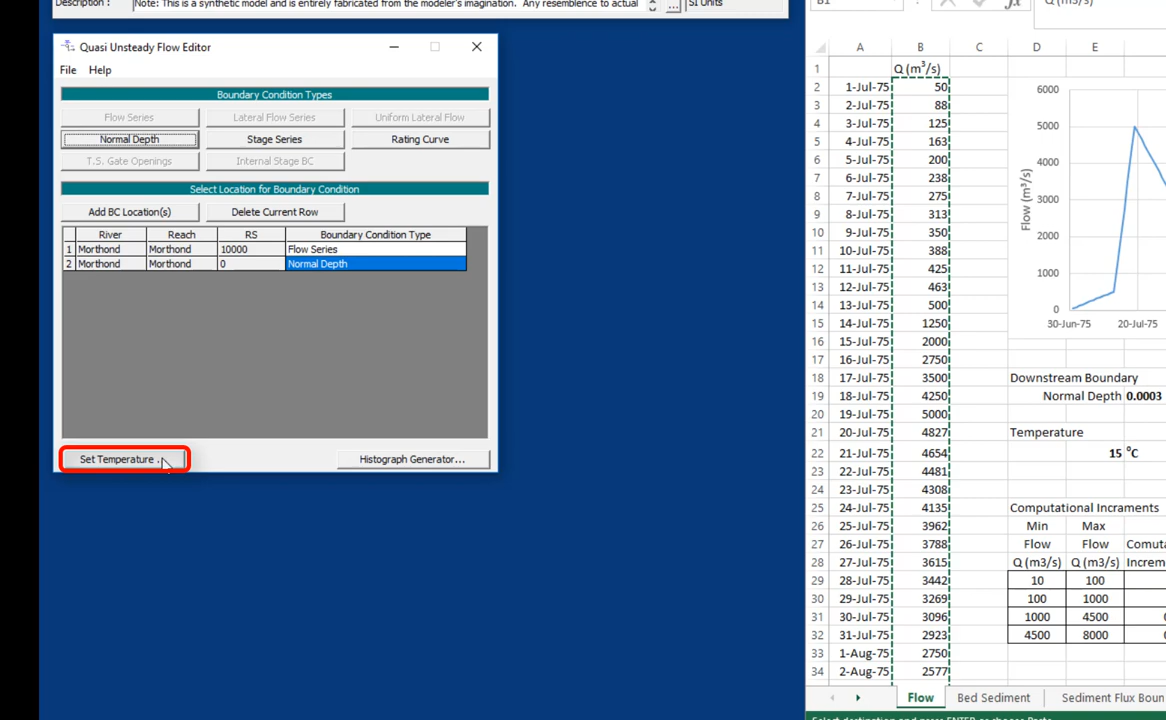 Description :
Note: This is a synthetic model and is entirely fabricated from the modeler's imagination. Any resemblance to actual
...
SI Units
Quasi Unsteady Flow Editor
File Help
Boundary Condition Types
Flow Series Lateral Flow Series Uniform Lateral Flow
Normal Depth Stage Series Rating Curve
T.S. Gate Openings Internal Stage BC
Select Location for Boundary Condition
Add BC Location(s) Delete Current Row
River Reach RS Boundary Condition Type
1 Morthond Morthond 10000 Flow Series
2 Morthond Morthond 0 Normal Depth
Set Temperature .
Histograph Generator...
A B C D E
1 Q (m3/s)
2 1-Jul-75 50
3 2-Jul-75 88
4 3-Jul-75 125
5 4-Jul-75 163
6 5-Jul-75 200
7 6-Jul-75 238
8 7-Jul-75 275
9 8-Jul-75 313
10 9-Jul-75 350
11 10-Jul-75 388
12 11-Jul-75 425
13 12-Jul-75 463
14 13-Jul-75 500
15 14-Jul-75 1250
16 15-Jul-75 2000
17 16-Jul-75 2750
18 17-Jul-75 3500
19 18-Jul-75 4250
20 19-Jul-75 5000
21 20-Jul-75 4827
22 21-Jul-75 4654
23 22-Jul-75 4481
24 23-Jul-75 4308
25 24-Jul-75 4135
26 25-Jul-75 3962
27 26-Jul-75 3788
28 27-Jul-75 3615
29 28-Jul-75 3442
30 29-Jul-75 3269
31 30-Jul-75 3096
32 31-Jul-75 2923
33 1-Aug-75 2750
34 2-Aug-75 2577
6000
5000
4000
3000
2000
1000
0
Flow (m³/s)
30-Jun-75 20-Jul-75
Downstream Boundary
Normal Depth 0.0003
Temperature
15 °C
Computational Incraments
Min Max
Flow Flow Comuta
Q (m3/s) Q (m3/s) Increm
10 100
100 1000
1000 4500
4500 8000
Flow Bed Sediment Sediment Flux Boun